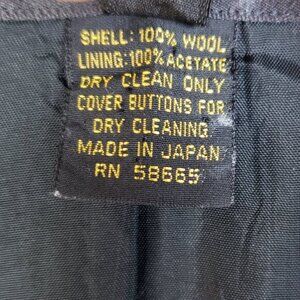 SHELL: 100% WOOL
LINING: 100% ACETATE
DRY CLEAN ONLY
COVER BUTTONS FOR
DRY CLEANING
MADE IN JAPAN
RN 58665